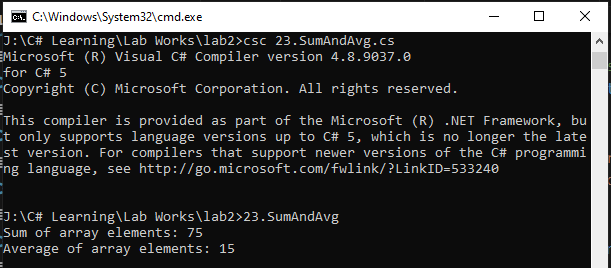 C:\Windows\System32\cmd.exe
J:\C# Learning\Lab Works\lab2>csc 23.SumAndAvg.cs
Microsoft (R) Visual C# Compiler version 4.8.9037.0
for C# 5
Copyright (C) Microsoft Corporation. All rights reserved.
This compiler is provided as part of the Microsoft (R) .NET Framework, bu
t only supports language versions up to C# 5, which is no longer the late
st version. For compilers that support newer versions of the C# programmi
ng language, see http://go.microsoft.com/fwlink/?LinkID=533240
J:\C# Learning\Lab Works\lab2>23.SumAndAvg
Sum of array elements: 75
Average of array elements: 15